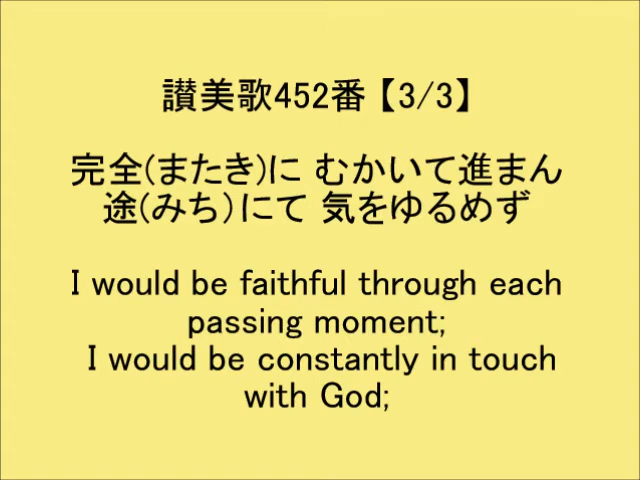 讃美歌452番【3/3】
完全(またき)に むかいて進まん
途(みち)にて 気をゆるめず
I would be faithful through each
passing moment;
I would be constantly in touch
with God;